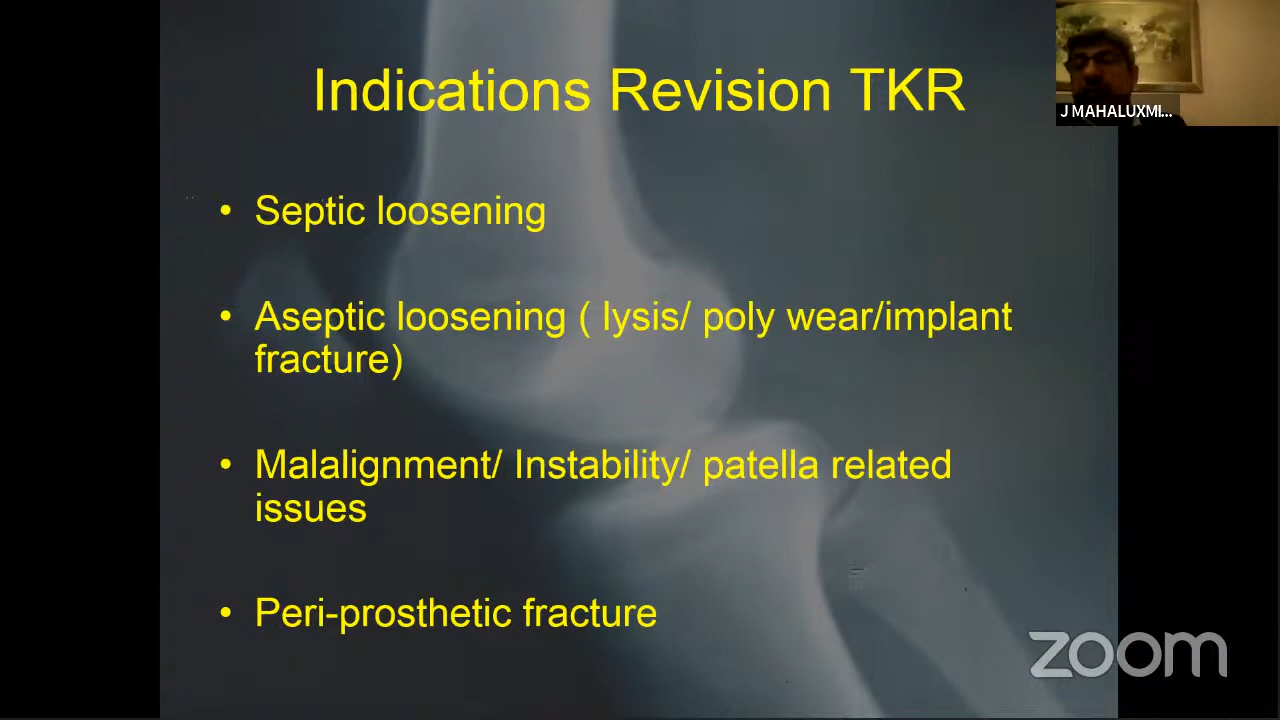 Indications Revision TKR
J MAHALUXMI...
• Septic loosening
• Aseptic loosening ( lysis/ poly wear/implant
fracture)
• Malalignment/ Instability/ patella related
issues
• Peri-prosthetic fracture
zoom